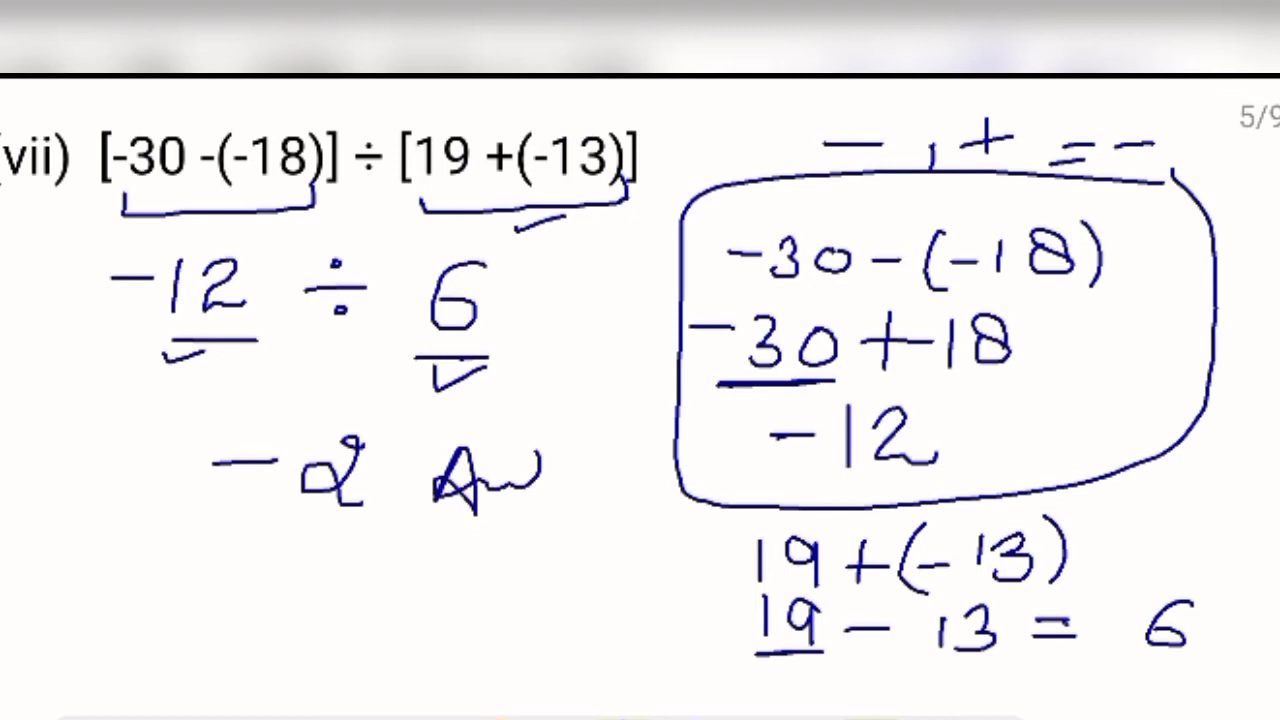 (vii) [-30 -(-18)] ÷ [19 +(-13)]
5/9
- , + = -
-12 ÷ 6
-2 Ans
-30-(-18)
-30+18
-12
19+(-13)
19-13= 6